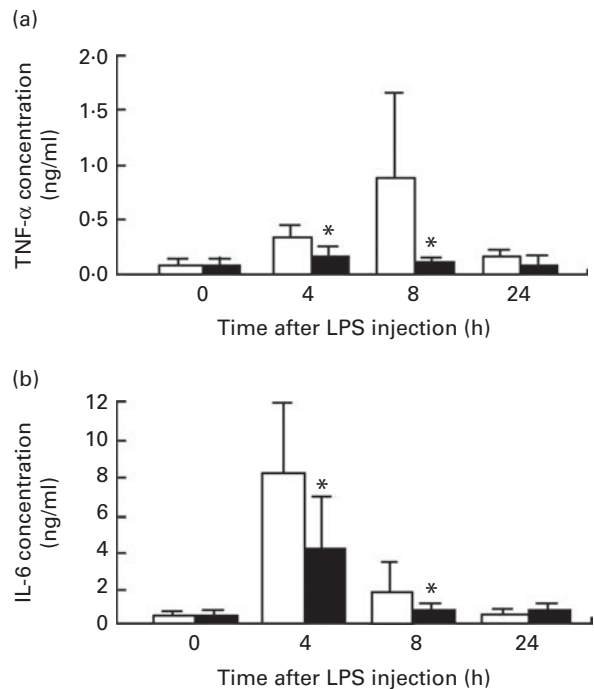 (a)
2·0
1·5
1·0
0·5
0·0
TNF-α concentration
(ng/ml)
*
*
0 4 8 24
Time after LPS injection (h)
(b)
12
10
8
6
4
2
0
IL-6 concentration
(ng/ml)
*
*
0 4 8 24
Time after LPS injection (h)